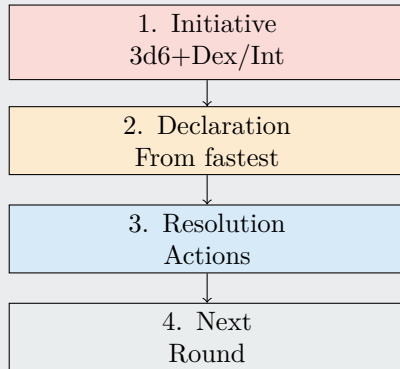 1. Initiative
3d6+Dex/Int
2. Declaration
From fastest
3. Resolution
Actions
4. Next
Round